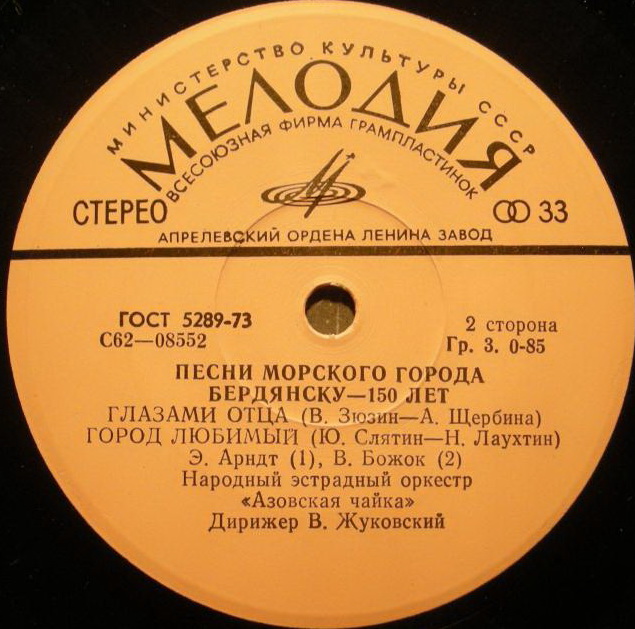 МИНИСТЕРСТВО КУЛЬТУРЫ СССР
МЕЛОДИЯ
ВСЕСОЮЗНАЯ ФИРМА ГРАМПЛАСТИНОК
СТЕРЕО
33
АПРЕЛЕВСКИЙ ОРДЕНА ЛЕНИНА ЗАВОД
ГОСТ 5289-73
2 сторона
С62—08552
Гр. 3. 0-85
ПЕСНИ МОРСКОГО ГОРОДА
БЕРДЯНСКУ—150 ЛЕТ
ГЛАЗАМИ ОТЦА (В. Зюзин—А. Щербина)
ГОРОД ЛЮБИМЫЙ (Ю. Слятин—Н. Лаухтин)
Э. Арндт (1), В. Божок (2)
Народный эстрадный оркестр
«Азовская чайка»
Дирижер В. Жуковский